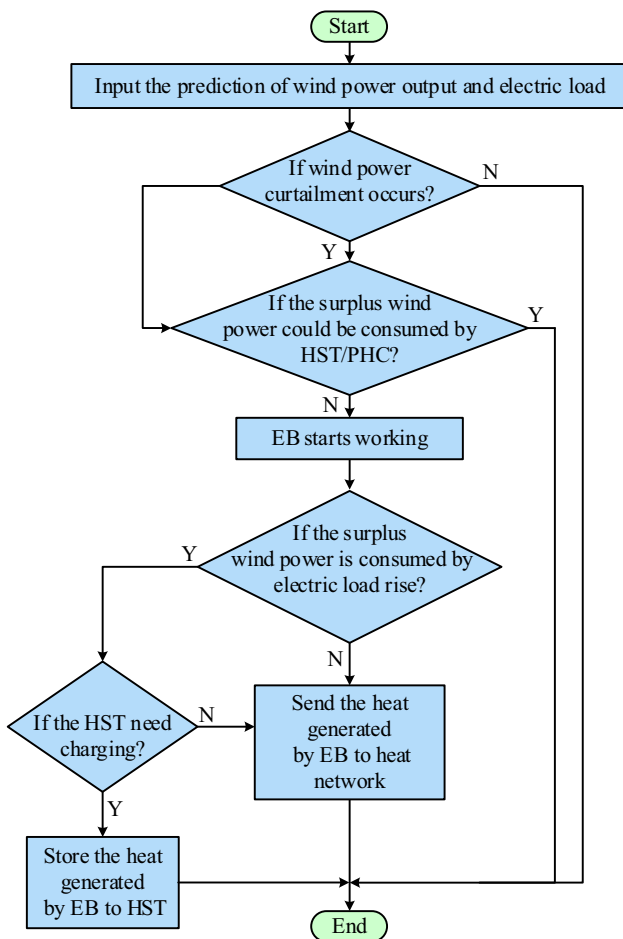 Start
Input the prediction of wind power output and electric load
If wind power
curtailment occurs?
N
Y
If the surplus wind
power could be consumed by
HST/PHC?
Y
N
EB starts working
If the surplus
wind power is consumed by
electric load rise?
Y
N
If the HST need
charging?
N
Send the heat
generated
by EB to heat
network
Y
Store the heat
generated
by EB to HST
End